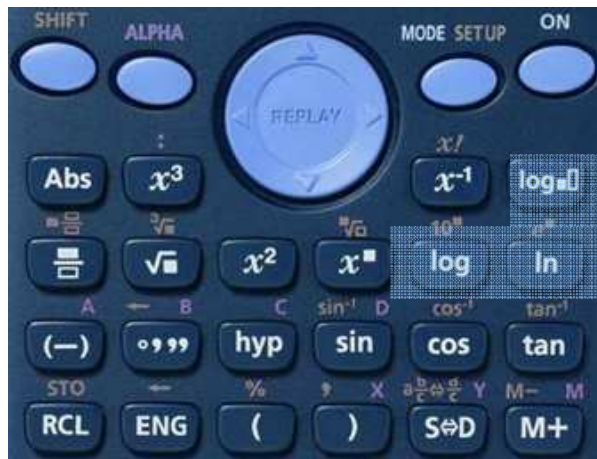 SHIFT ALPHA MODE SETUP ON
REPLAY
: x!
Abs x³ x⁻¹ log■▯
■▤ ³√■ ■√▯ 10■ e■
▤ √■ x² x■ log ln
A ← B C sin⁻¹ D cos⁻¹ tan⁻¹
(—) °,,, hyp sin cos tan
STO ← % , X a b/c⇔d/c Y M− M
RCL ENG ( ) S⇔D M+